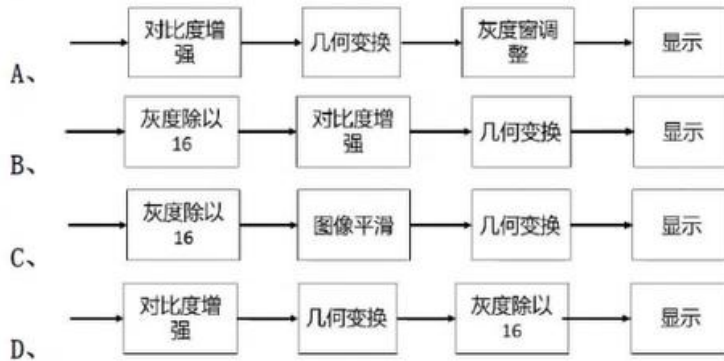 对比度增
强
几何变换
灰度窗调
整
显示
A、
灰度除以
16
对比度增
强
几何变换
显示
B、
灰度除以
16
图像平滑
几何变换
显示
C、
对比度增
强
几何变换
灰度除以
16
显示
D、